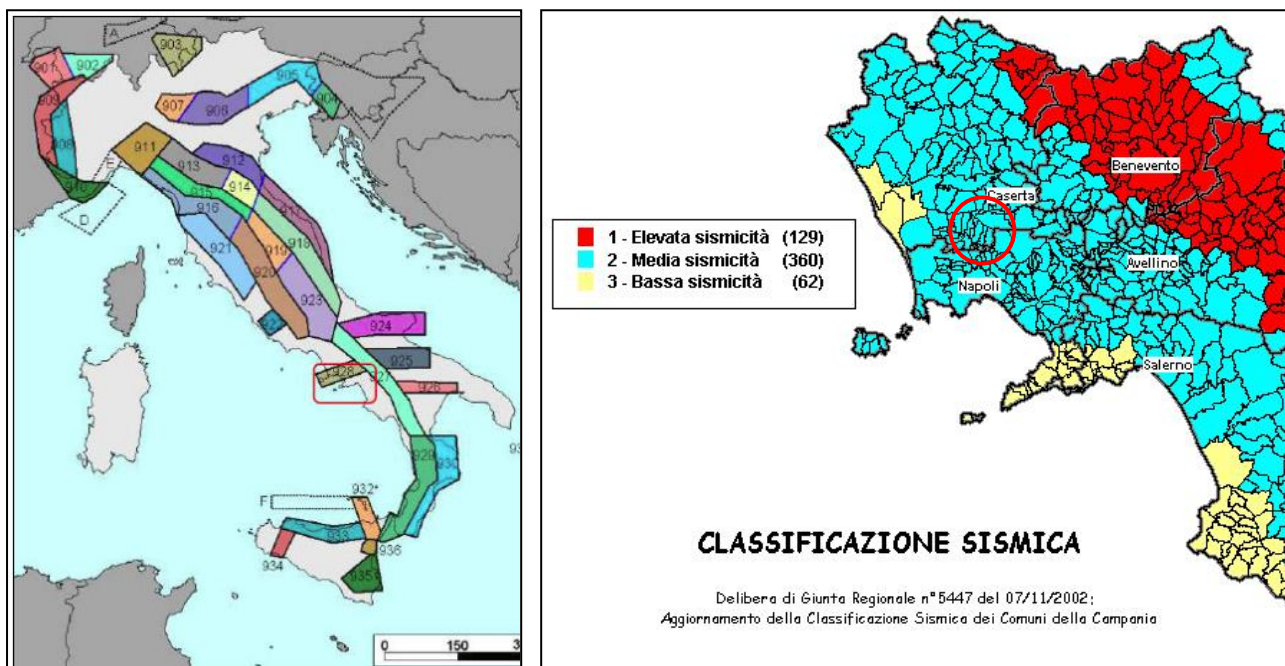 A
903
901
902
905
C
904
909
907
906
908
911
E
912
910
913
914
D
915
916
917
921
919
918
920
923
922
924
925
928
927
926
929
930
F
932*
933
934
936
935
0 150
Benevento
Caserta
1 - Elevata sismicità (129)
2 - Media sismicità (360)
3 - Bassa sismicità (62)
Avellino
Napoli
Salerno
CLASSIFICAZIONE SISMICA
Delibera di Giunta Regionale n°5447 del 07/11/2002;
Aggiornamento della Classificazione Sismica dei Comuni della Campania